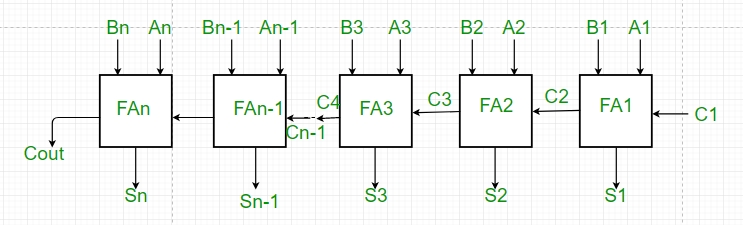 Bn An Bn-1 An-1 B3 A3 B2 A2 B1 A1
FAn FAn-1 C4 FA3 C3 FA2 C2 FA1 C1
Cn-1
Cout
Sn Sn-1 S3 S2 S1